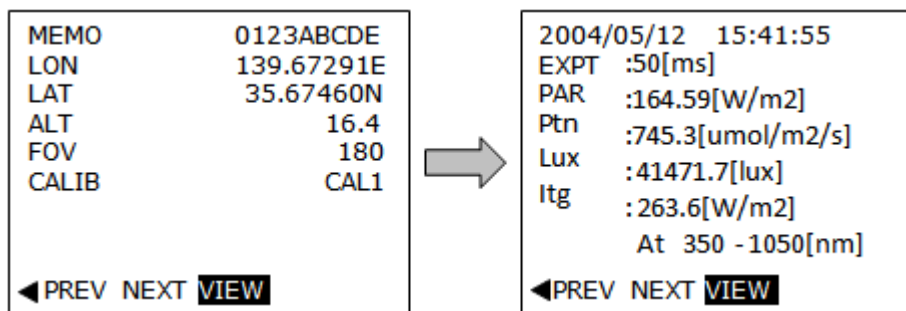 MEMO 0123ABCDE
LON 139.67291E
LAT 35.67460N
ALT 16.4
FOV 180
CALIB CAL1
◀PREV NEXT VIEW
2004/05/12 15:41:55
EXPT :50[ms]
PAR :164.59[W/m2]
Ptn :745.3[umol/m2/s]
Lux :41471.7[lux]
Itg :263.6[W/m2]
At 350 -1050[nm]
◀PREV NEXT VIEW